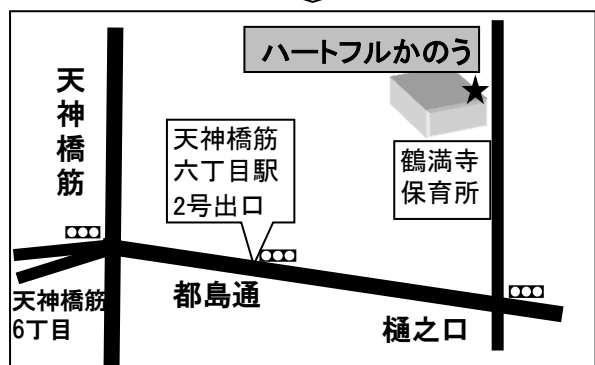 ハートフルかのう
天神橋筋
天神橋筋
六丁目駅
2号出口
鶴満寺
保育所
天神橋筋
6丁目
都島通
樋之口